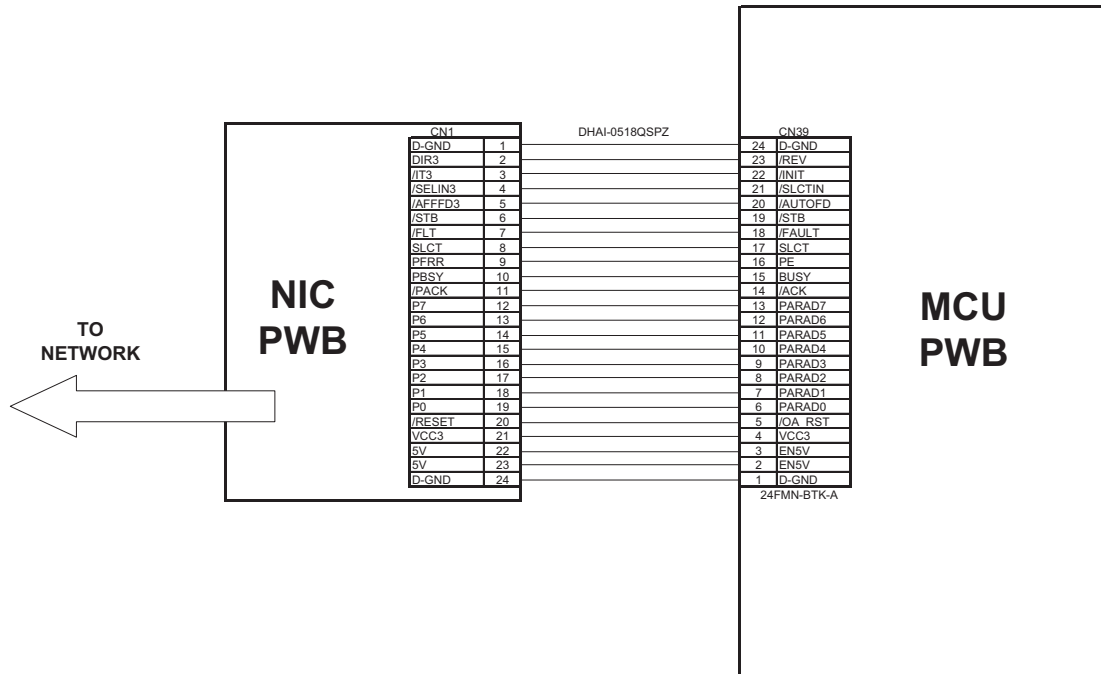 CN1 DHAI-0518QSPZ CN39
D-GND 1 24 D-GND
DIR3 2 23 /REV
/IT3 3 22 /INIT
/SELIN3 4 21 /SLCTIN
/AFFFD3 5 20 /AUTOFD
/STB 6 19 /STB
/FLT 7 18 /FAULT
SLCT 8 17 SLCT
PFRR 9 16 PE
PBSY 10 15 BUSY
/PACK 11 14 /ACK
P7 12 13 PARAD7
P6 13 12 PARAD6
P5 14 11 PARAD5
P4 15 10 PARAD4
P3 16 9 PARAD3
P2 17 8 PARAD2
P1 18 7 PARAD1
P0 19 6 PARAD0
/RESET 20 5 /OA RST
VCC3 21 4 VCC3
5V 22 3 EN5V
5V 23 2 EN5V
D-GND 24 1 D-GND
24FMN-BTK-A
NIC
PWB
MCU
PWB
TO
NETWORK